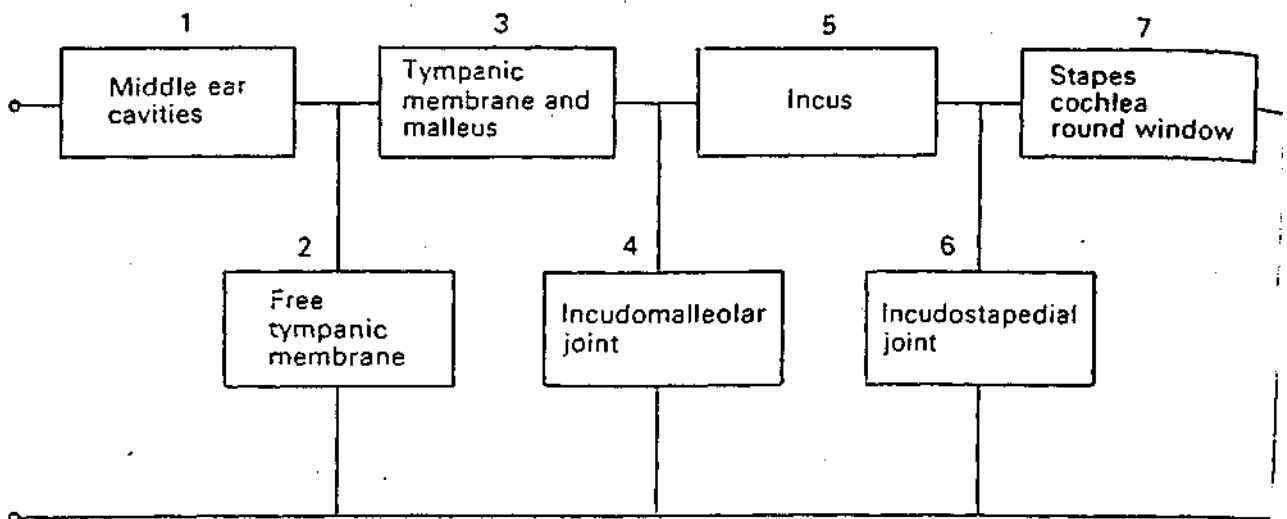 1
3
5
7
Middle ear
cavities
Tympanic
membrane and
malleus
Incus
Stapes
cochlea
round window
2
4
6
Free
tympanic
membrane
Incudomalleolar
joint
Incudostapedial
joint